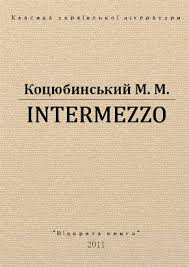 Класика української літератури
Коцюбинський М. М.
INTERMEZZO
"Відкрита книга"
2011